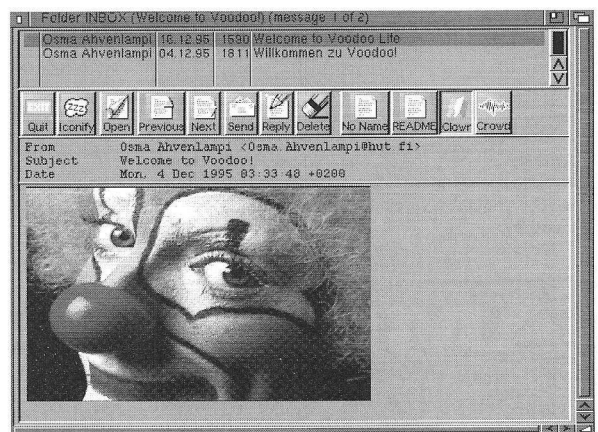 Folder INBOX (Welcome to Voodoo!) (message 1 of 2)
Osma Ahvenlampi 16.12.95 1590 Welcome to Voodoo Lite
Osma Ahvenlampi 04.12.95 1811 Willkommen zu Voodoo!
EXIT ZZZ
Quit Iconify Open Previous Next Send Reply Delete No Name README Clown Crowd
From Osma Ahvenlampi <Osma.Ahvenlampi@hut.fi>
Subject Welcome to Voodoo!
Date Mon, 4 Dec 1995 03:33:48 +0200